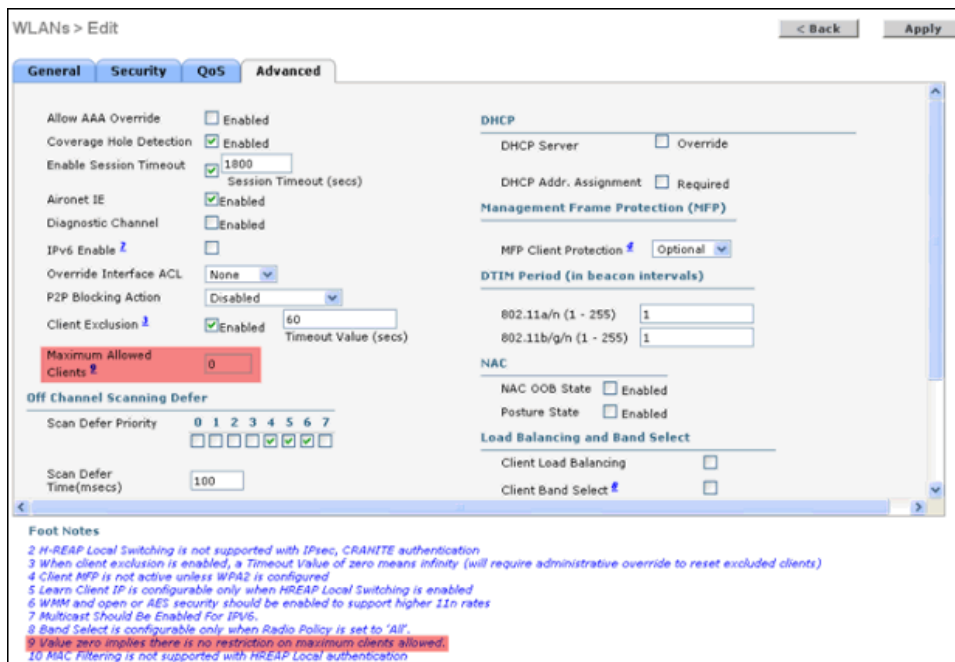 WLANs > Edit
< Back
Apply
General
Security
QoS
Advanced
Allow AAA Override
Enabled
Coverage Hole Detection
Enabled
Enable Session Timeout
1800
Session Timeout (secs)
Aironet IE
Enabled
Diagnostic Channel
Enabled
IPv6 Enable 7
Override Interface ACL
None
P2P Blocking Action
Disabled
Client Exclusion 3
Enabled
60
Timeout Value (secs)
Maximum Allowed
Clients 9
0
Off Channel Scanning Defer
Scan Defer Priority
0 1 2 3 4 5 6 7
Scan Defer
Time(msecs)
100
DHCP
DHCP Server
Override
DHCP Addr. Assignment
Required
Management Frame Protection (MFP)
MFP Client Protection 4
Optional
DTIM Period (in beacon intervals)
802.11a/n (1 - 255)
1
802.11b/g/n (1 - 255)
1
NAC
NAC OOB State
Enabled
Posture State
Enabled
Load Balancing and Band Select
Client Load Balancing
Client Band Select
Foot Notes
2 H-REAP Local Switching is not supported with IPsec, CRANITE authentication
3 When client exclusion is enabled, a Timeout Value of zero means infinity (will require administrative override to reset excluded clients)
4 Client MFP is not active unless WPA2 is configured
5 Learn Client IP is configurable only when HREAP Local Switching is enabled
6 WMM and open or AES security should be enabled to support higher 11n rates
7 Multicast Should Be Enabled For IPV6.
8 Band Select is configurable only when Radio Policy is set to 'All'.
9 Value zero implies there is no restriction on maximum clients allowed.
10 MAC Filtering is not supported with HREAP Local authentication